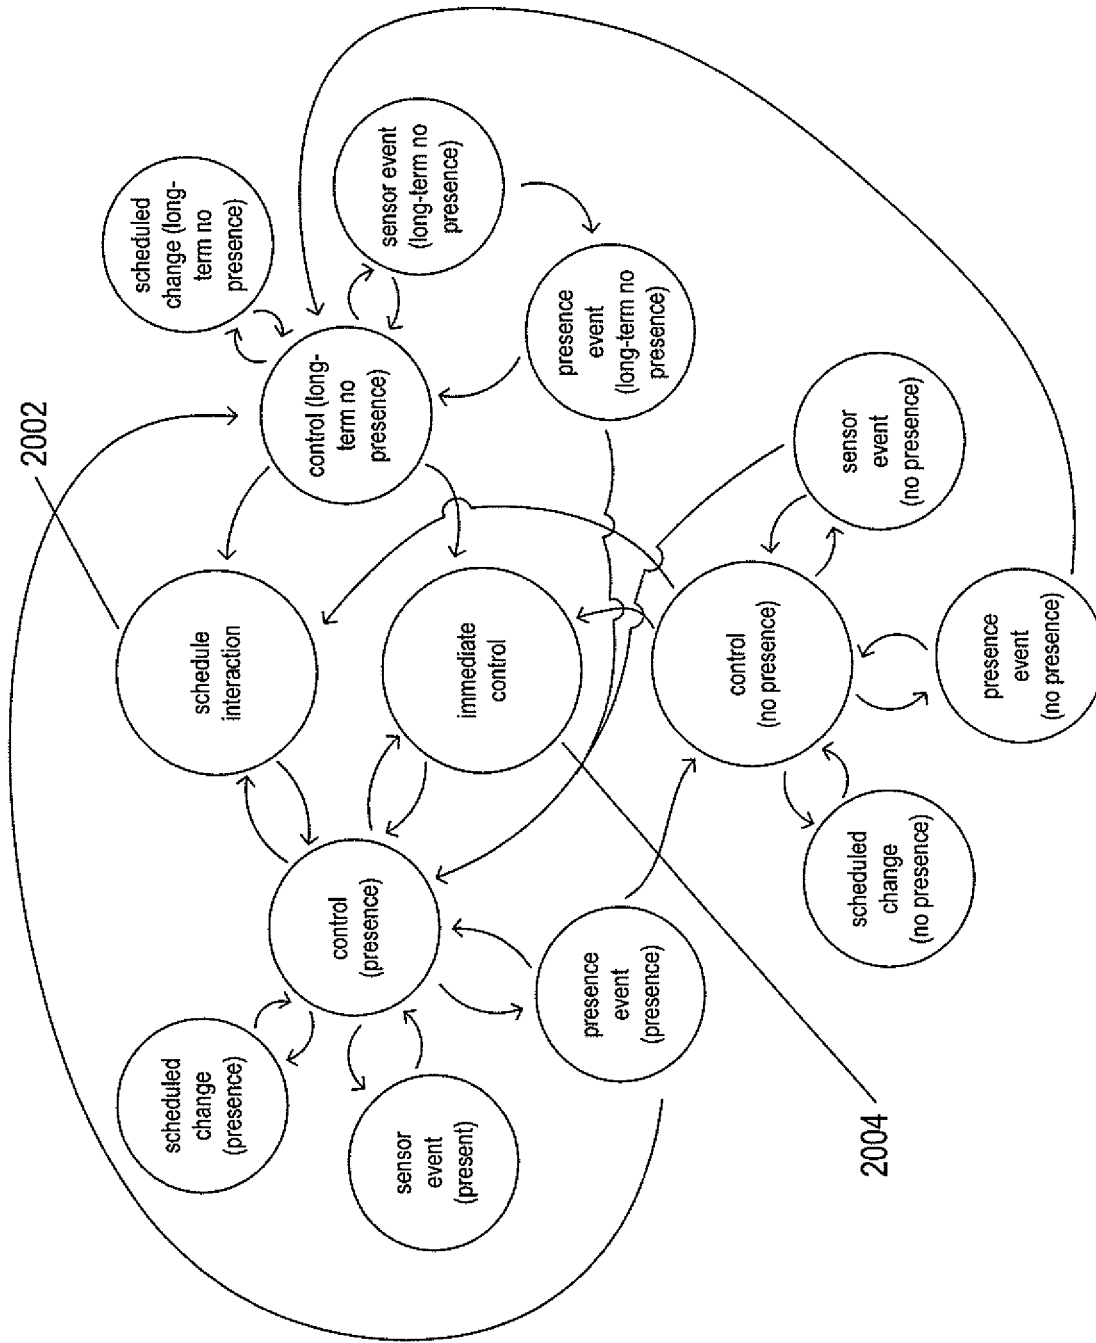 scheduled
change
(presence)
sensor
event
(present)
control
(presence)
presence
event
(presence)
schedule
interaction
immediate
control
2002
2004
control (long-
term no
presence)
scheduled
change (long-
term no
presence)
sensor event
(long-term no
presence)
presence
event
(long-term no
presence)
control
(no presence)
scheduled
change
(no presence)
presence
event
(no presence)
sensor
event
(no presence)